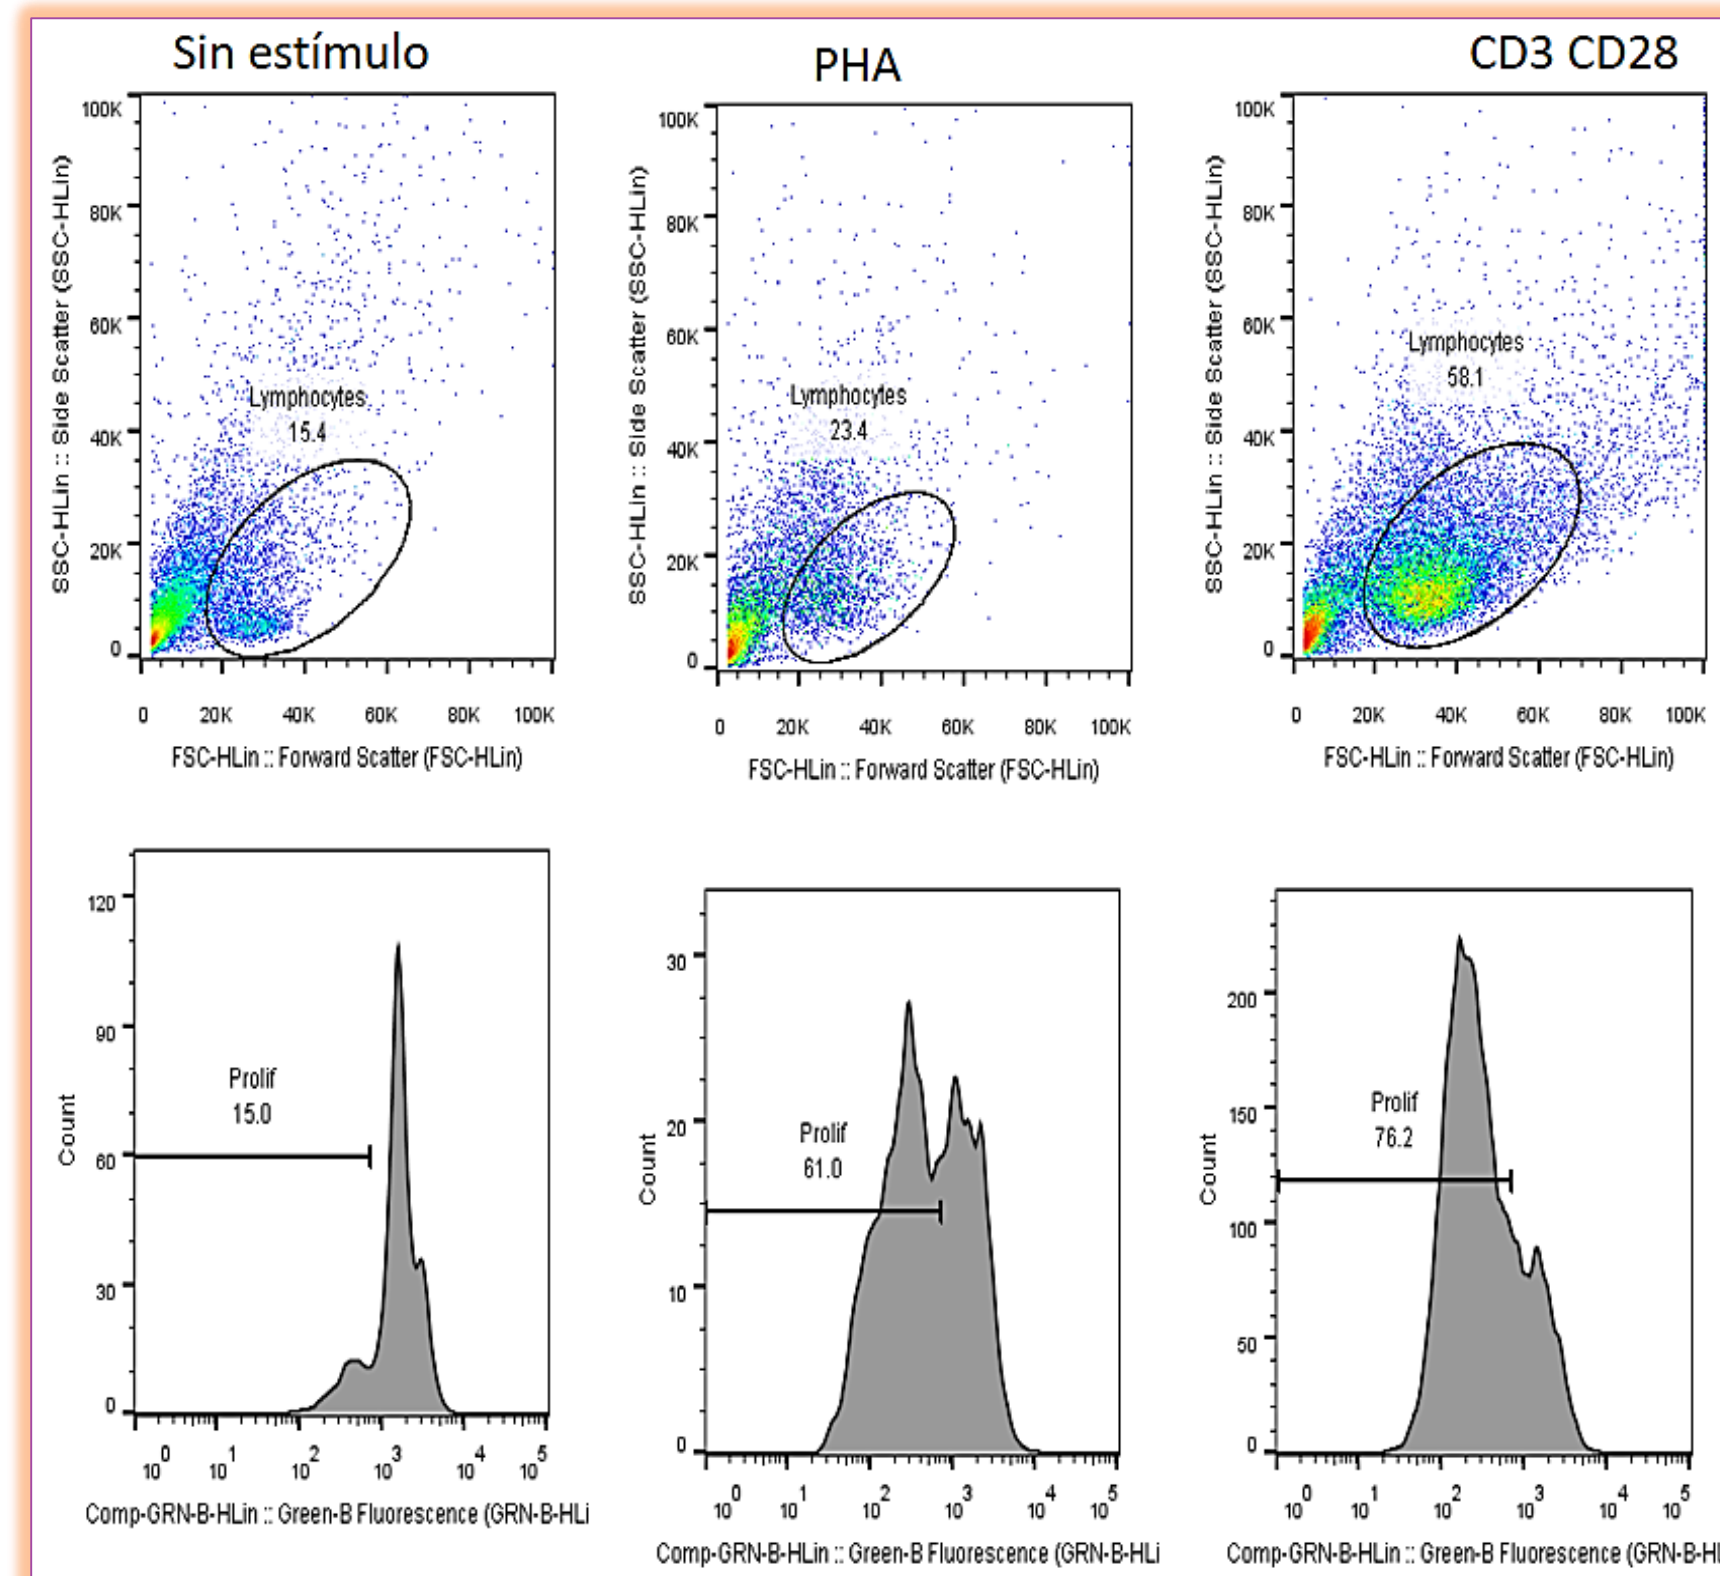 Sin estímulo
PHA
CD3 CD28
100K
80K
60K
40K
20K
0
SSC-HLin :: Side Scatter (SSC-HLin)
Lymphocytes
15.4
0 20K 40K 60K 80K 100K
FSC-HLin :: Forward Scatter (FSC-HLin)
100K
80K
60K
40K
20K
0
SSC-HLin :: Side Scatter (SSC-HLin)
Lymphocytes
23.4
0 20K 40K 60K 80K 100K
FSC-HLin :: Forward Scatter (FSC-HLin)
100K
80K
60K
40K
20K
0
SSC-HLin :: Side Scatter (SSC-HLin)
Lymphocytes
58.1
0 20K 40K 60K 80K 100K
FSC-HLin :: Forward Scatter (FSC-HLin)
120
90
60
30
0
Count
Prolif
15.0
10^0 10^1 10^2 10^3 10^4 10^5
Comp-GRN-B-HLin :: Green-B Fluorescence (GRN-B-HLi
30
20
10
0
Count
Prolif
61.0
10^0 10^1 10^2 10^3 10^4 10^5
Comp-GRN-B-HLin :: Green-B Fluorescence (GRN-B-HLi
200
150
100
50
0
Count
Prolif
76.2
10^0 10^1 10^2 10^3 10^4 10^5
Comp-GRN-B-HLin :: Green-B Fluorescence (GRN-B-HL